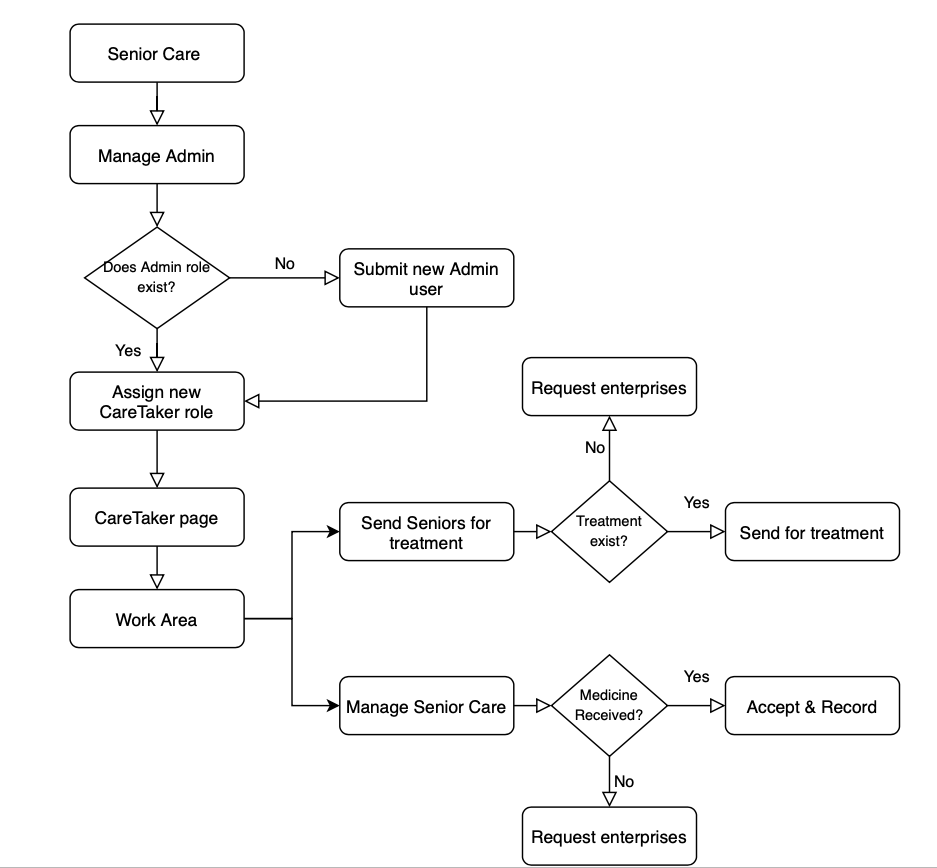 Senior Care
Manage Admin
Does Admin role
exist?
No
Submit new Admin
user
Yes
Assign new
CareTaker role
Request enterprises
No
CareTaker page
Send Seniors for
treatment
Treatment
exist?
Yes
Send for treatment
Work Area
Manage Senior Care
Medicine
Received?
Yes
Accept & Record
No
Request enterprises